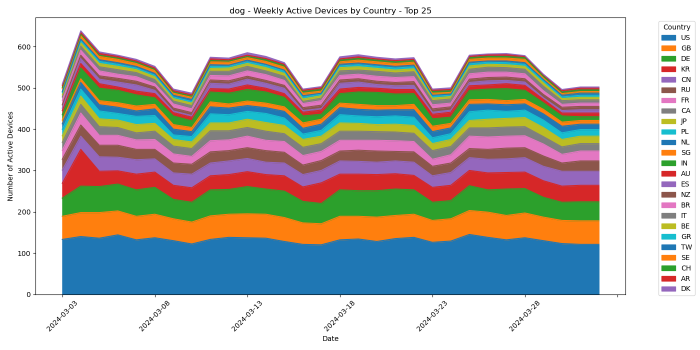 dog - Weekly Active Devices by Country - Top 25
Number of Active Devices
600
500
400
300
200
100
0
2024-03-03
2024-03-08
2024-03-13
2024-03-18
2024-03-23
2024-03-28
Date
Country
US
GB
DE
KR
CN
RU
FR
CA
JP
PL
NL
SG
IN
AU
ES
NZ
BR
IT
BE
GR
TW
SE
CH
AR
DK